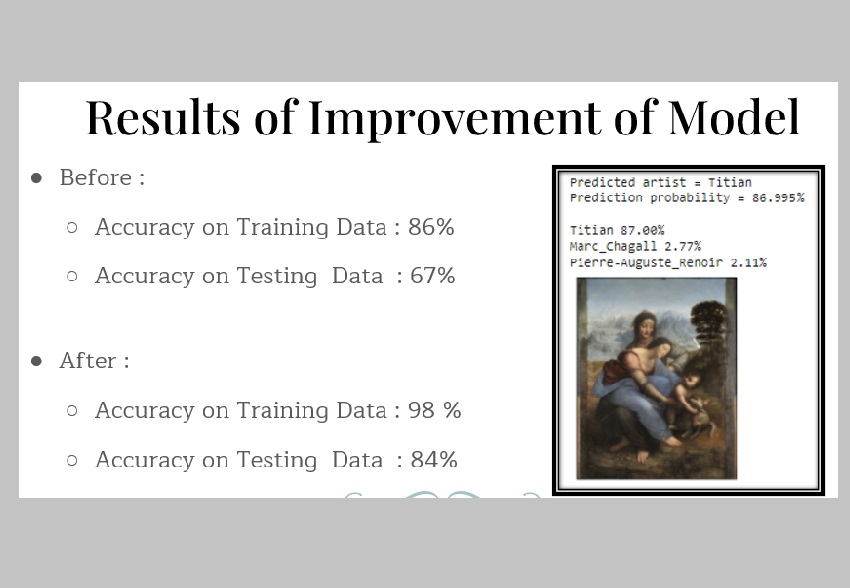 Results of Improvement of Model
● Before :
○ Accuracy on Training Data : 86%
○ Accuracy on Testing Data : 67%
● After :
○ Accuracy on Training Data : 98 %
○ Accuracy on Testing Data : 84%
Predicted artist = Titian
Prediction probability = 86.995%
Titian 87.00%
Marc_Chagall 2.77%
Pierre-Auguste_Renoir 2.11%